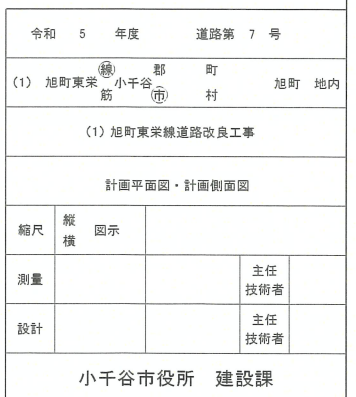 令和 5 年度 道路第 7 号
(1) 旭町東栄 線 筋 小千谷 郡 市 町 村 旭町 地内
(1) 旭町東栄線道路改良工事
計画平面図・計画側面図
縮尺 縦 横 図示
測量 主任 技術者
設計 主任 技術者
小千谷市役所 建設課